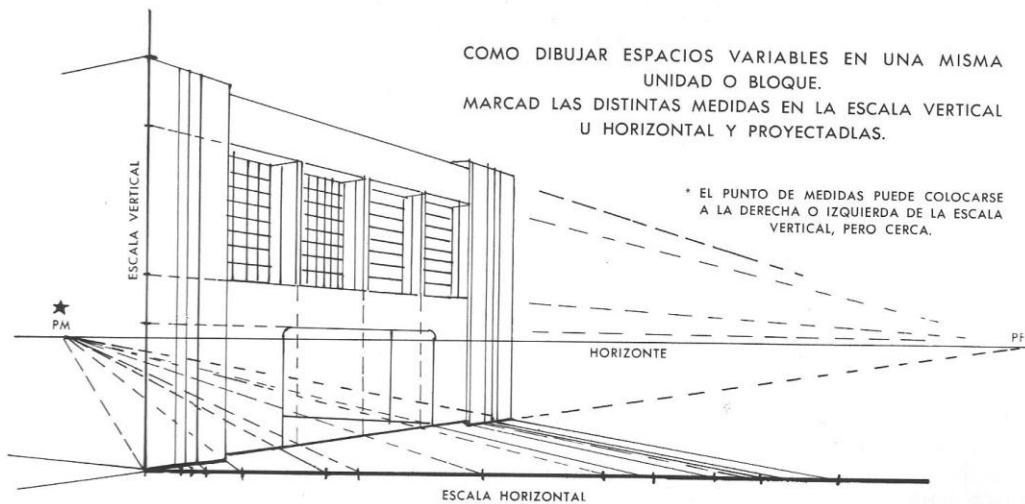 COMO DIBUJAR ESPACIOS VARIABLES EN UNA MISMA
UNIDAD O BLOQUE.
MARCAD LAS DISTINTAS MEDIDAS EN LA ESCALA VERTICAL
U HORIZONTAL Y PROYECTADLAS.
* EL PUNTO DE MEDIDAS PUEDE COLOCARSE
A LA DERECHA O IZQUIERDA DE LA ESCALA
VERTICAL, PERO CERCA.
ESCALA VERTICAL
PM
HORIZONTE
ESCALA HORIZONTAL